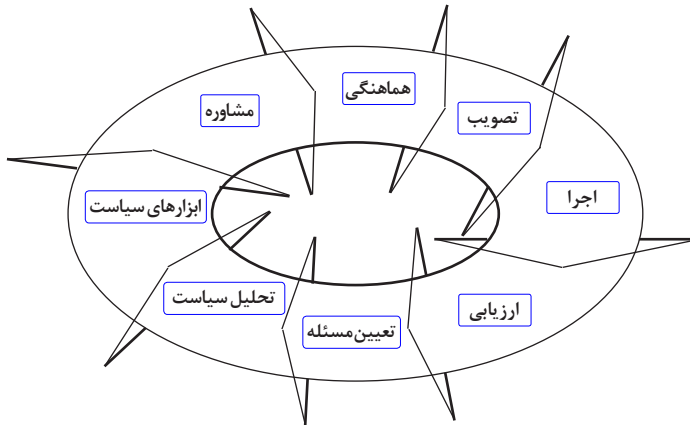 هماهنگی
تصویب
مشاوره
اجرا
ابزارهای سیاست
تحلیل سیاست
ارزیابی
تعیین مسئله